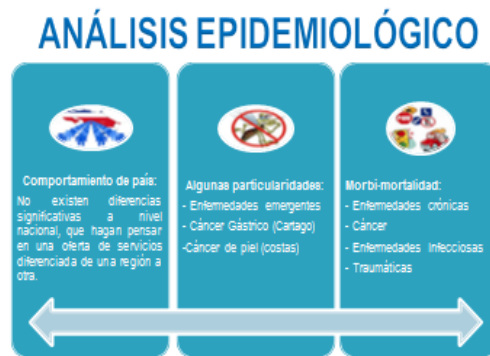 ANÁLISIS EPIDEMIOLÓGICO
Comportamiento de país:
No existen diferencias
significativas a nivel
nacional, que hagan pensar
en una oferta de servicios
diferenciada de una región a
otra.
Algunas particularidades:
- Enfermedades emergentes
- Cáncer Gástrico (Cartago)
-Cáncer de piel (costas)
Morbi-mortalidad:
- Enfermedades crónicas
- Cáncer
- Enfermedades Infecciosas
- Traumáticas